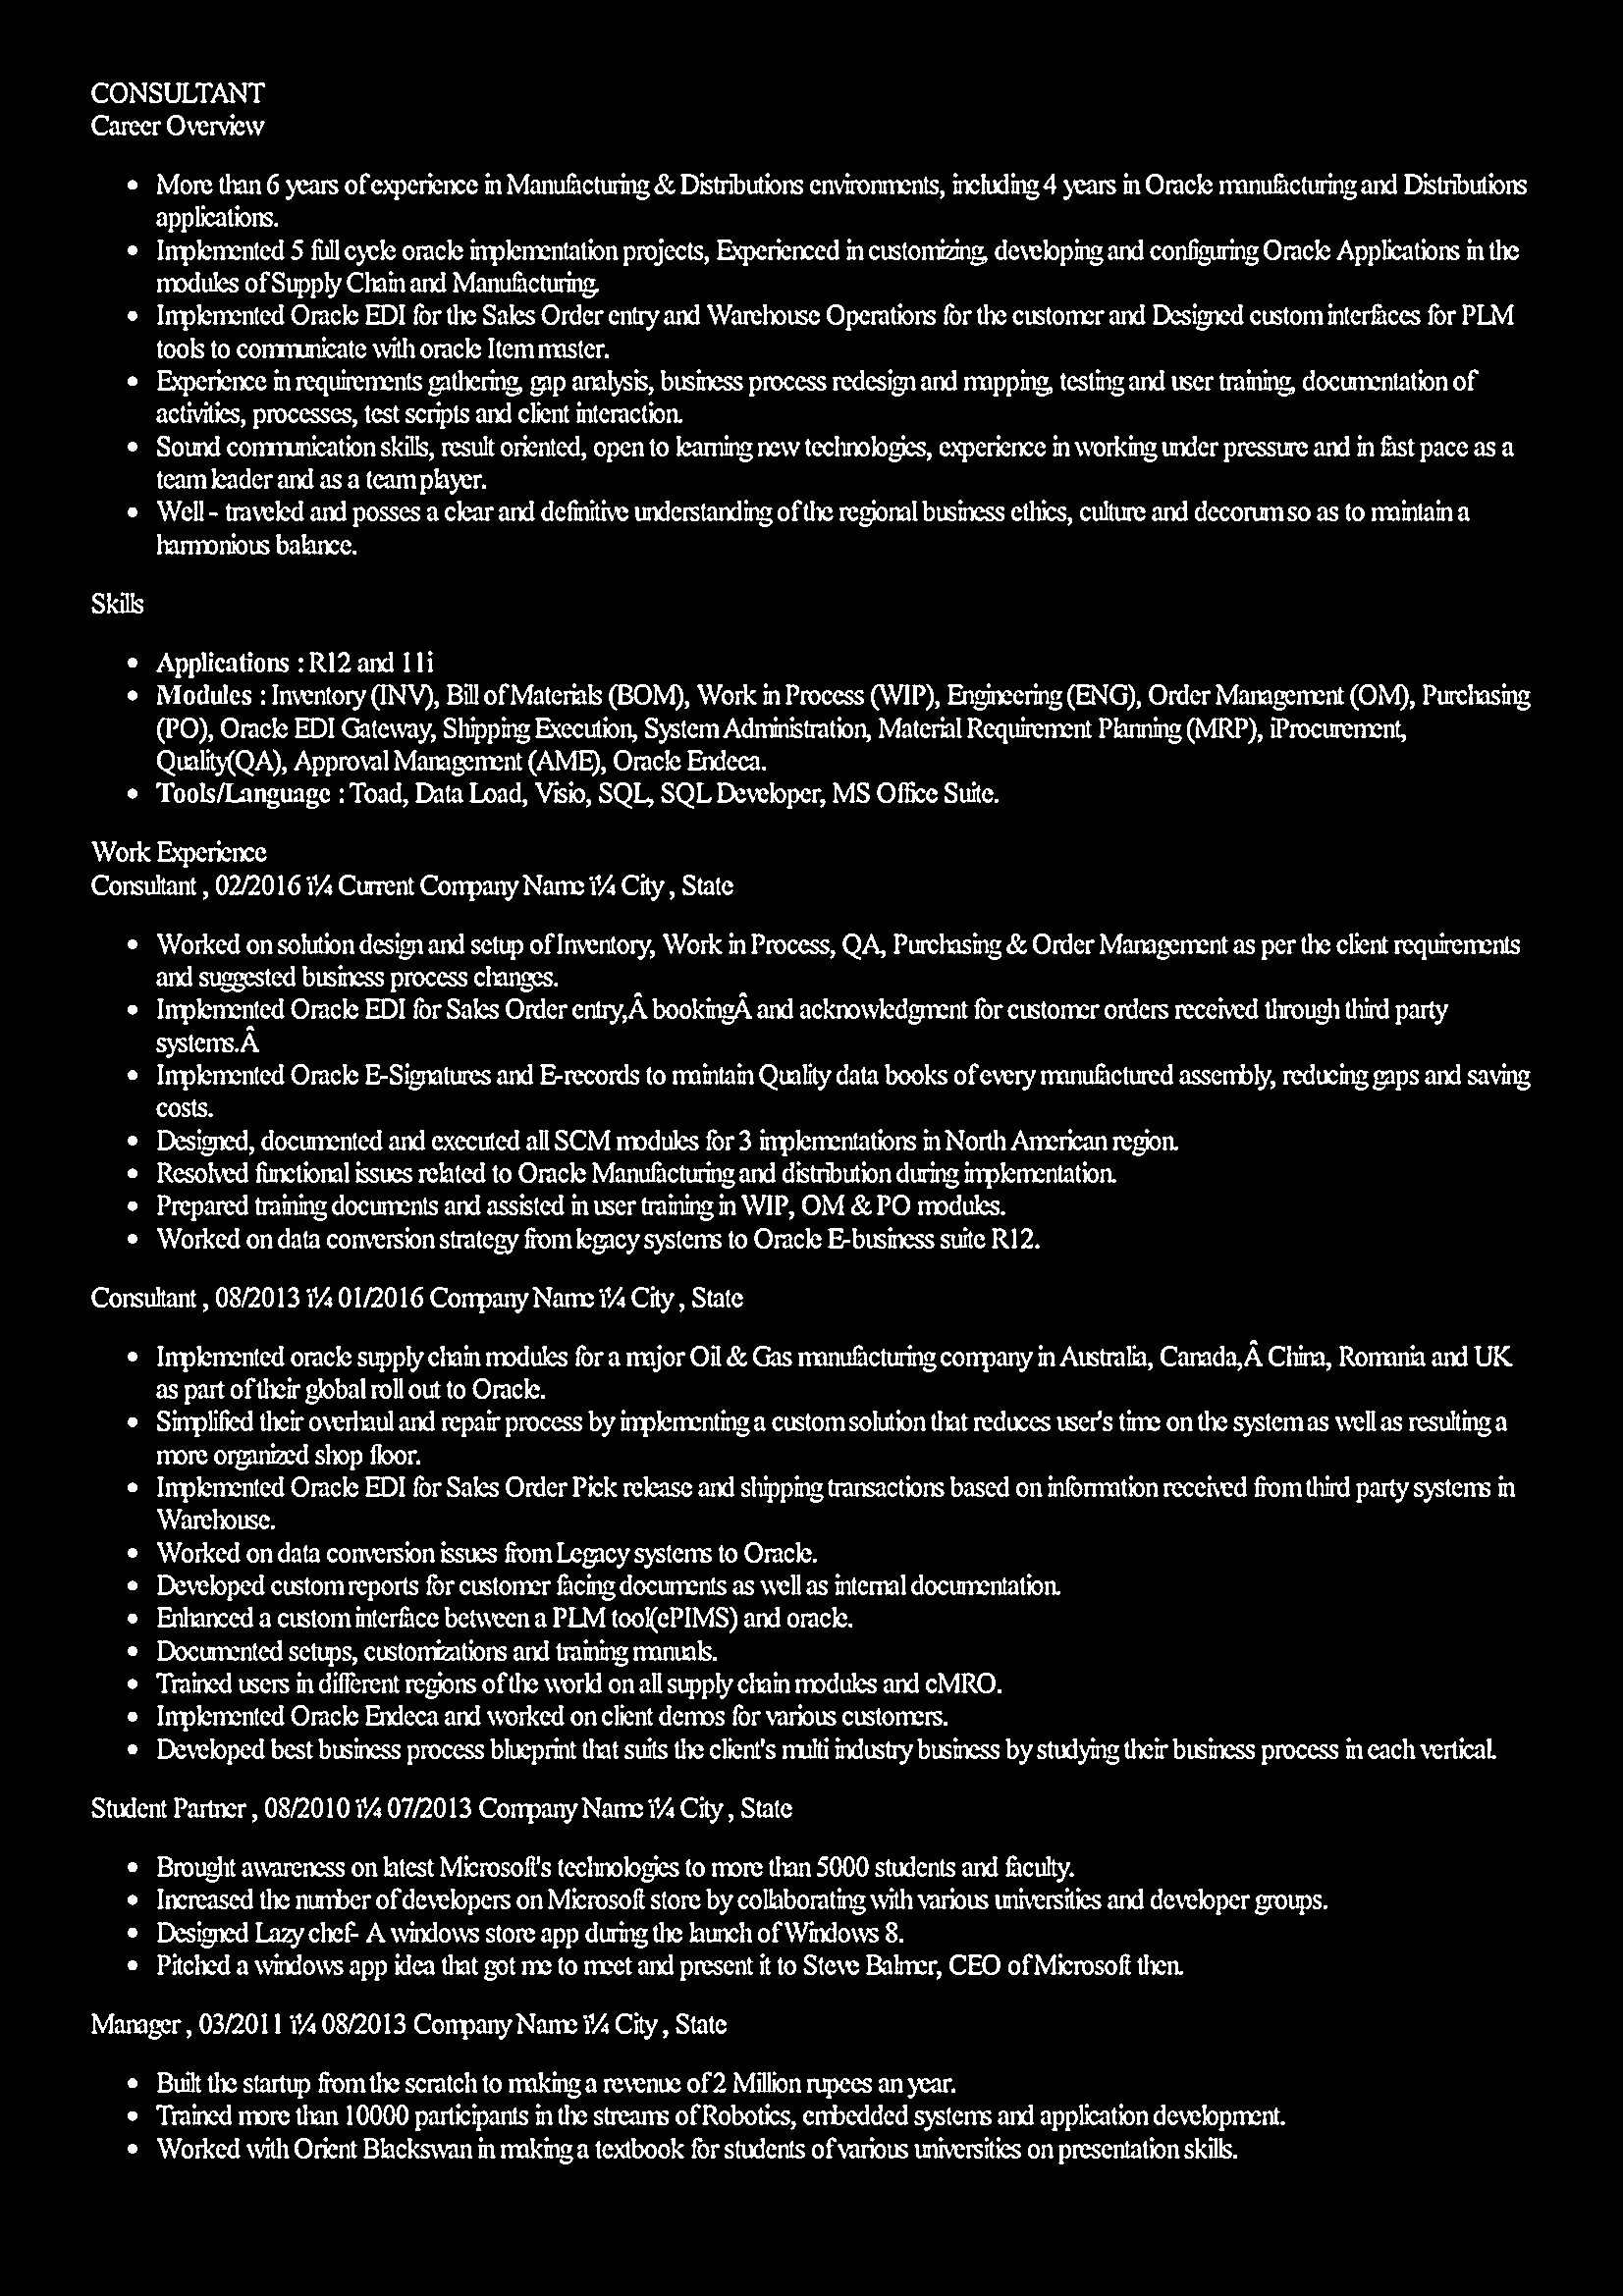 CONSULTANT
Career Overview
• More than 6 years of experience in Manufacturing & Distributions environments, including 4 years in Oracle manufacturing and Distributions
applications.
• Implemented 5 full cycle oracle implementation projects, Experienced in customizing, developing and configuring Oracle Applications in the
modules of Supply Chain and Manufacturing.
• Implemented Oracle EDI for the Sales Order entry and Warehouse Operations for the customer and Designed custom interfaces for PLM
tools to communicate with oracle Item master.
• Experience in requirements gathering, gap analysis, business process redesign and mapping, testing and user training, documentation of
activities, processes, test scripts and client interaction.
• Sound communication skills, result oriented, open to learning new technologies, experience in working under pressure and in fast pace as a
team leader and as a team player.
• Well - traveled and posses a clear and definitive understanding of the regional business ethics, culture and decorum so as to maintain a
harmonious balance.
Skills
• Applications : R12 and 11i
• Modules : Inventory (INV), Bill of Materials (BOM), Work in Process (WIP), Engineering (ENG), Order Management (OM), Purchasing
(PO), Oracle EDI Gateway, Shipping Execution, System Administration, Material Requirement Planning (MRP), iProcurement,
Quality(QA), Approval Management (AME), Oracle Endeca.
• Tools/Language : Toad, Data Load, Visio, SQL, SQL Developer, MS Office Suite.
Work Experience
Consultant , 02/2016 ï¼ Current Company Name ï¼ City , State
• Worked on solution design and setup of Inventory, Work in Process, QA, Purchasing & Order Management as per the client requirements
and suggested business process changes.
• Implemented Oracle EDI for Sales Order entry,Â bookingÂ and acknowledgment for customer orders received through third party
systems.Â
• Implemented Oracle E-Signatures and E-records to maintain Quality data books of every manufactured assembly, reducing gaps and saving
costs.
• Designed, documented and executed all SCM modules for 3 implementations in North American region.
• Resolved functional issues related to Oracle Manufacturing and distribution during implementation.
• Prepared training documents and assisted in user training in WIP, OM & PO modules.
• Worked on data conversion strategy from legacy systems to Oracle E-business suite R12.
Consultant , 08/2013 ï¼ 01/2016 Company Name ï¼ City , State
• Implemented oracle supply chain modules for a major Oil & Gas manufacturing company in Australia, Canada,Â China, Romania and UK
as part of their global roll out to Oracle.
• Simplified their overhaul and repair process by implementing a custom solution that reduces user's time on the system as well as resulting a
more organized shop floor.
• Implemented Oracle EDI for Sales Order Pick release and shipping transactions based on information received from third party systems in
Warehouse.
• Worked on data conversion issues from Legacy systems to Oracle.
• Developed custom reports for customer facing documents as well as internal documentation.
• Enhanced a custom interface between a PLM tool(ePIMS) and oracle.
• Documented setups, customizations and training manuals.
• Trained users in different regions of the world on all supply chain modules and cMRO.
• Implemented Oracle Endeca and worked on client demos for various customers.
• Developed best business process blueprint that suits the client's multi industry business by studying their business process in each vertical.
Student Partner , 08/2010 ï¼ 07/2013 Company Name ï¼ City , State
• Brought awareness on latest Microsoft's technologies to more than 5000 students and faculty.
• Increased the number of developers on Microsoft store by collaborating with various universities and developer groups.
• Designed Lazy chef- A windows store app during the launch of Windows 8.
• Pitched a windows app idea that got me to meet and present it to Steve Balmer, CEO of Microsoft then.
Manager , 03/2011 ï¼ 08/2013 Company Name ï¼ City , State
• Built the startup from the scratch to making a revenue of 2 Million rupees an year.
• Trained more than 10000 participants in the streams of Robotics, embedded systems and application development.
• Worked with Orient Blackswan in making a textbook for students of various universities on presentation skills.